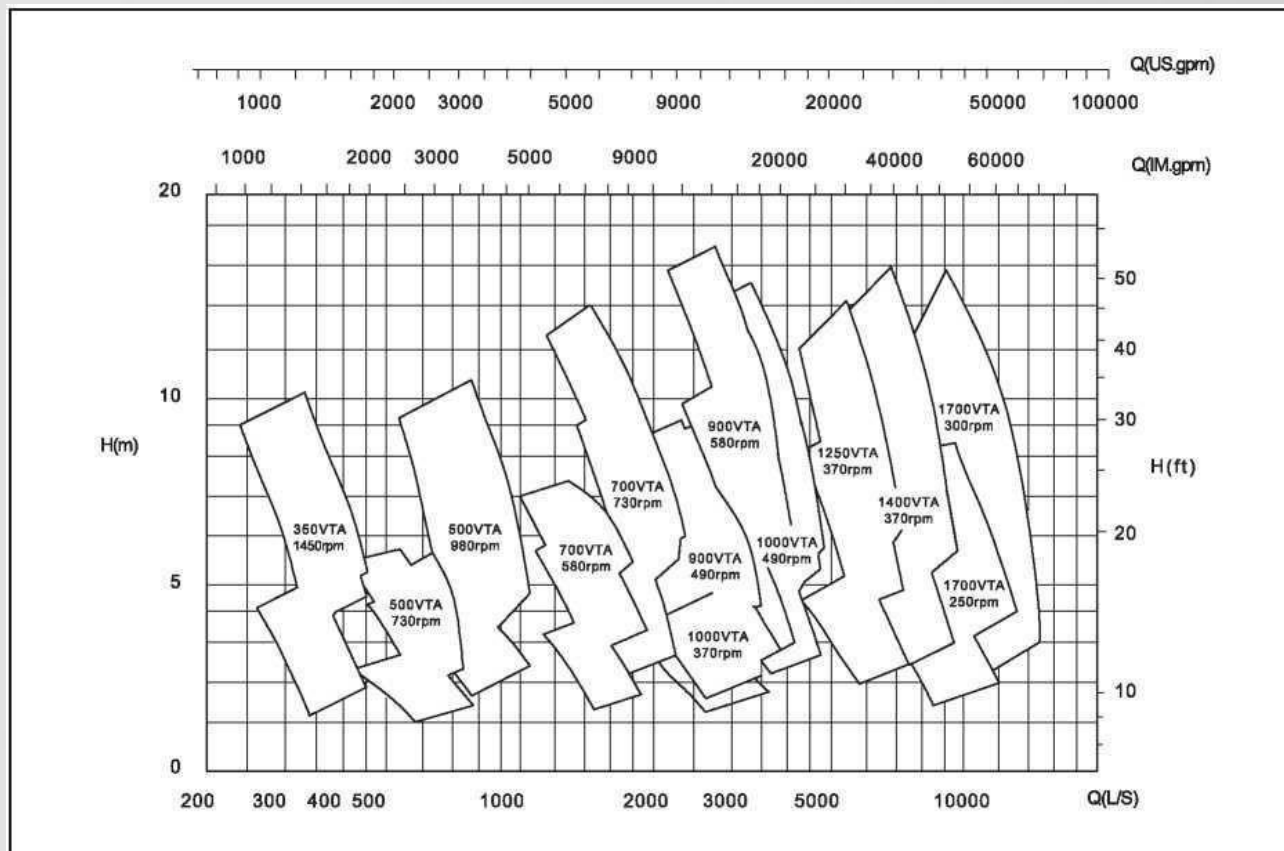 Q(US.gpm)
1000 2000 3000 5000 9000 20000 50000 100000
1000 2000 3000 5000 9000 20000 40000 60000
Q(IM.gpm)
20
50
40
10
30
H(m)
H(ft)
20
5
10
0
900VTA
580rpm
1700VTA
300rpm
1250VTA
370rpm
700VTA
730rpm
1400VTA
370rpm
350VTA
1450rpm
500VTA
980rpm
700VTA
580rpm
1000VTA
490rpm
900VTA
490rpm
500VTA
730rpm
1700VTA
250rpm
1000VTA
370rpm
200 300 400 500 1000 2000 3000 5000 10000 Q(L/S)